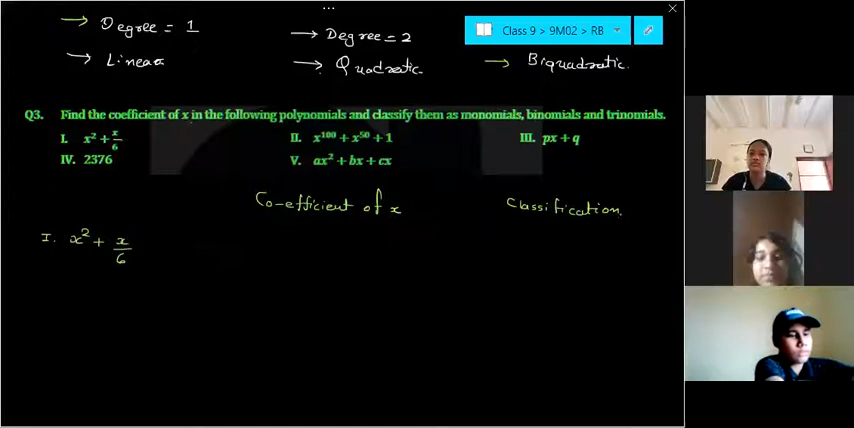 ...
→ Degree = 1
→ Degree = 2
Class 9 > 9M02 > RB
→ Linear
→ Quadratic.
→ Biquadratic.
Q3. Find the coefficient of x in the following polynomials and classify them as monomials, binomials and trinomials.
I. x² + x/6 II. x¹⁰⁰ + x⁵⁰ + 1 III. px + q
IV. 2376 V. ax² + bx + cx
Co-efficient of x
Classification.
I. x² + x/6